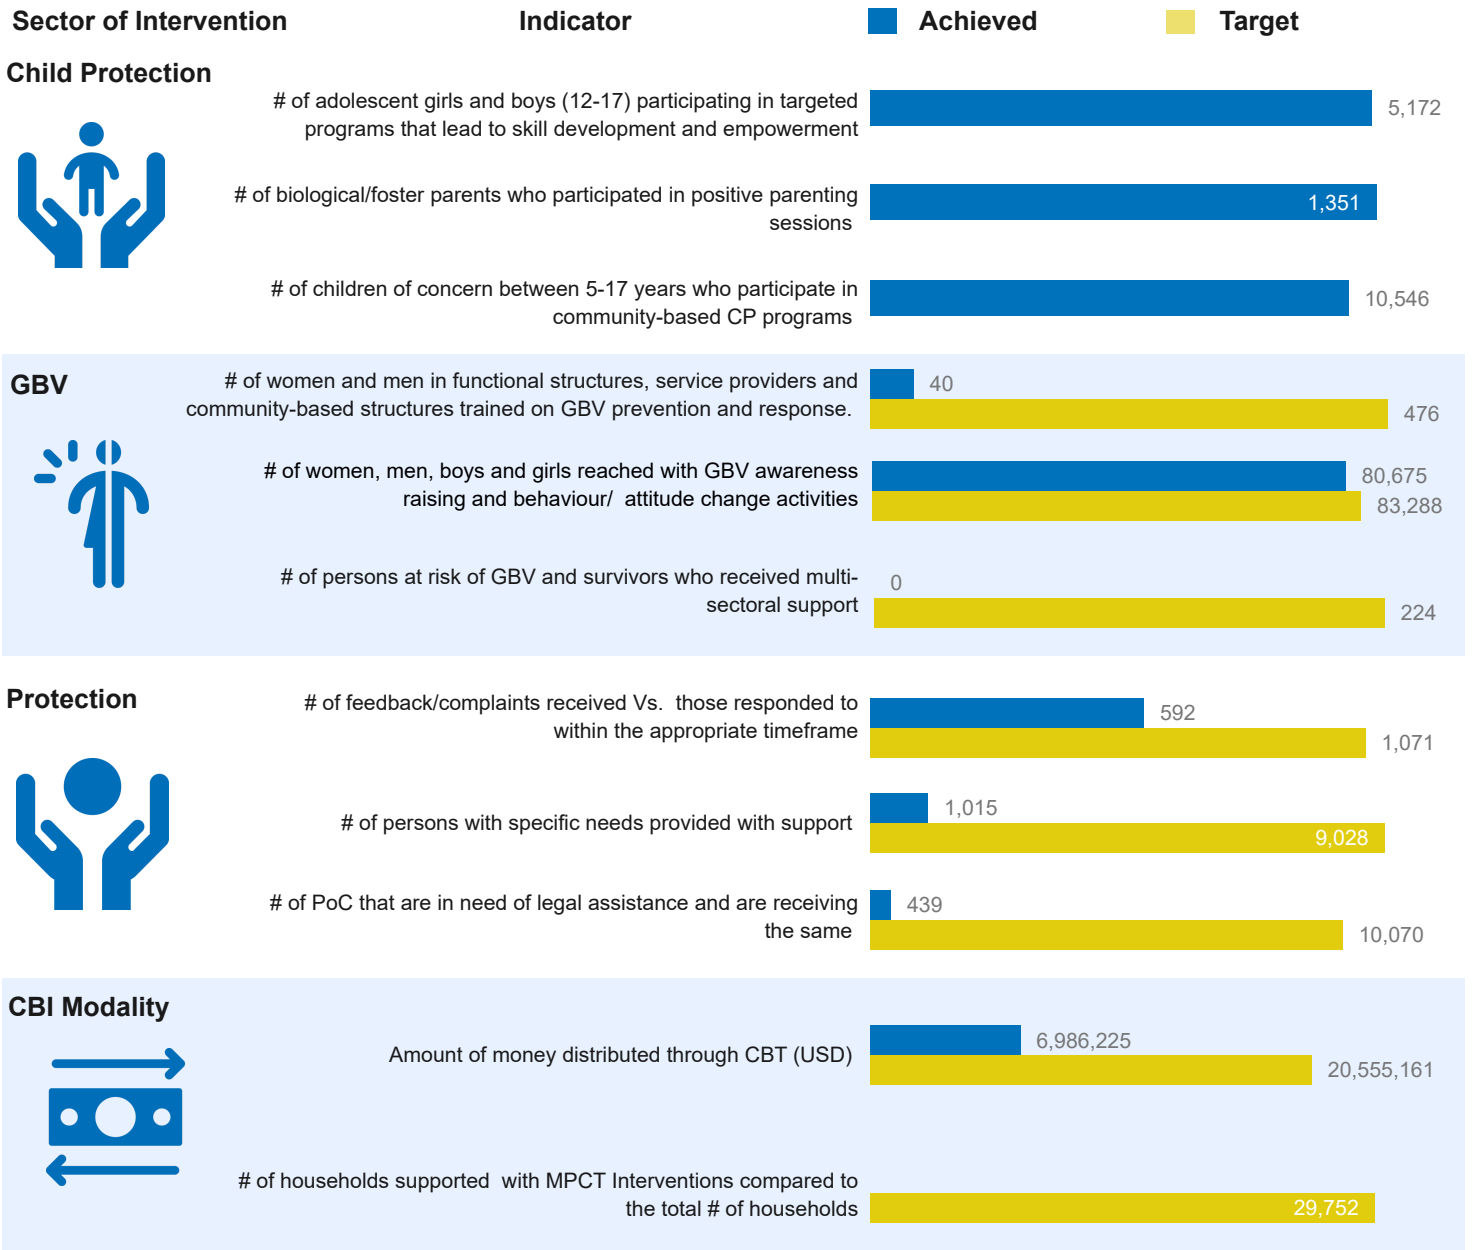 Sector of Intervention Indicator Achieved Target
Child Protection
# of adolescent girls and boys (12-17) participating in targeted
programs that lead to skill development and empowerment
5,172
# of biological/foster parents who participated in positive parenting
sessions
1,351
# of children of concern between 5-17 years who participate in
community-based CP programs
10,546
GBV
# of women and men in functional structures, service providers and
community-based structures trained on GBV prevention and response.
40
476
# of women, men, boys and girls reached with GBV awareness
raising and behaviour/ attitude change activities
80,675
83,288
# of persons at risk of GBV and survivors who received multi-
sectoral support
0
224
Protection
# of feedback/complaints received Vs. those responded to
within the appropriate timeframe
592
1,071
# of persons with specific needs provided with support
1,015
9,028
# of PoC that are in need of legal assistance and are receiving
the same
439
10,070
CBI Modality
Amount of money distributed through CBT (USD)
6,986,225
20,555,161
# of households supported with MPCT Interventions compared to
the total # of households
29,752